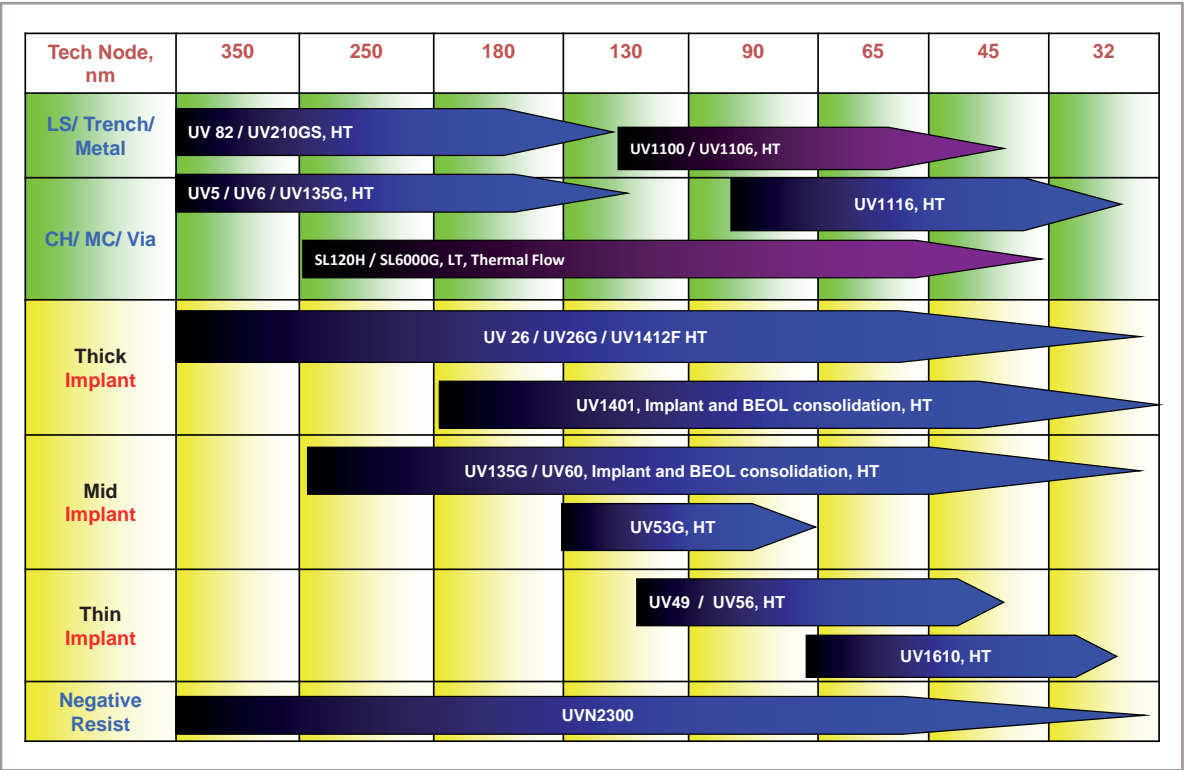 Tech Node, nm 350 250 180 130 90 65 45 32
LS/ Trench/
Metal
UV 82 / UV210GS, HT
UV1100 / UV1106, HT
CH/ MC/ Via
UV5 / UV6 / UV135G, HT
UV1116, HT
SL120H / SL6000G, LT, Thermal Flow
Thick
Implant
UV 26 / UV26G / UV1412F HT
UV1401, Implant and BEOL consolidation, HT
Mid
Implant
UV135G / UV60, Implant and BEOL consolidation, HT
UV53G, HT
Thin
Implant
UV49 / UV56, HT
UV1610, HT
Negative
Resist
UVN2300